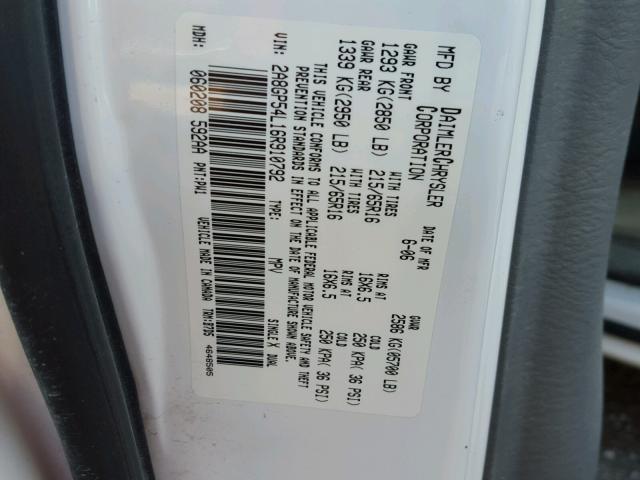 MFD BY DAIMLERCHRYSLER CORPORATION
DATE OF MFR 6-06
GVWR 2586 KG(05700 LB)
GAWR FRONT WITH TIRES RIMS AT COLD
1293 KG(2850 LB) 215/65R16 16X6.5 250 KPA( 36 PSI)
GAWR REAR WITH TIRES RIMS AT COLD
1339 KG(2950 LB) 215/65R16 16X6.5 250 KPA( 36 PSI)
THIS VEHICLE CONFORMS TO ALL APPLICABLE FEDERAL MOTOR VEHICLE SAFETY AND THEFT
PREVENTION STANDARDS IN EFFECT ON THE DATE OF MANUFACTURE SHOWN ABOVE.
VIN: 2A8GP54L16R910792 TYPE: MPV SINGLE X DUAL
MDH: 060208 592AA PNT:PW1 MADE IN CANADA TRM:27D5 4648505